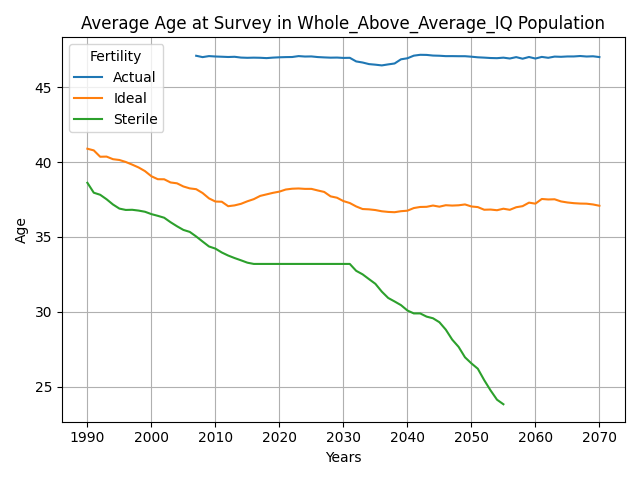 Average Age at Survey in Whole_Above_Average_IQ Population
Fertility
Actual
Ideal
Sterile
45
40
35
30
25
Age
1990 2000 2010 2020 2030 2040 2050 2060 2070
Years